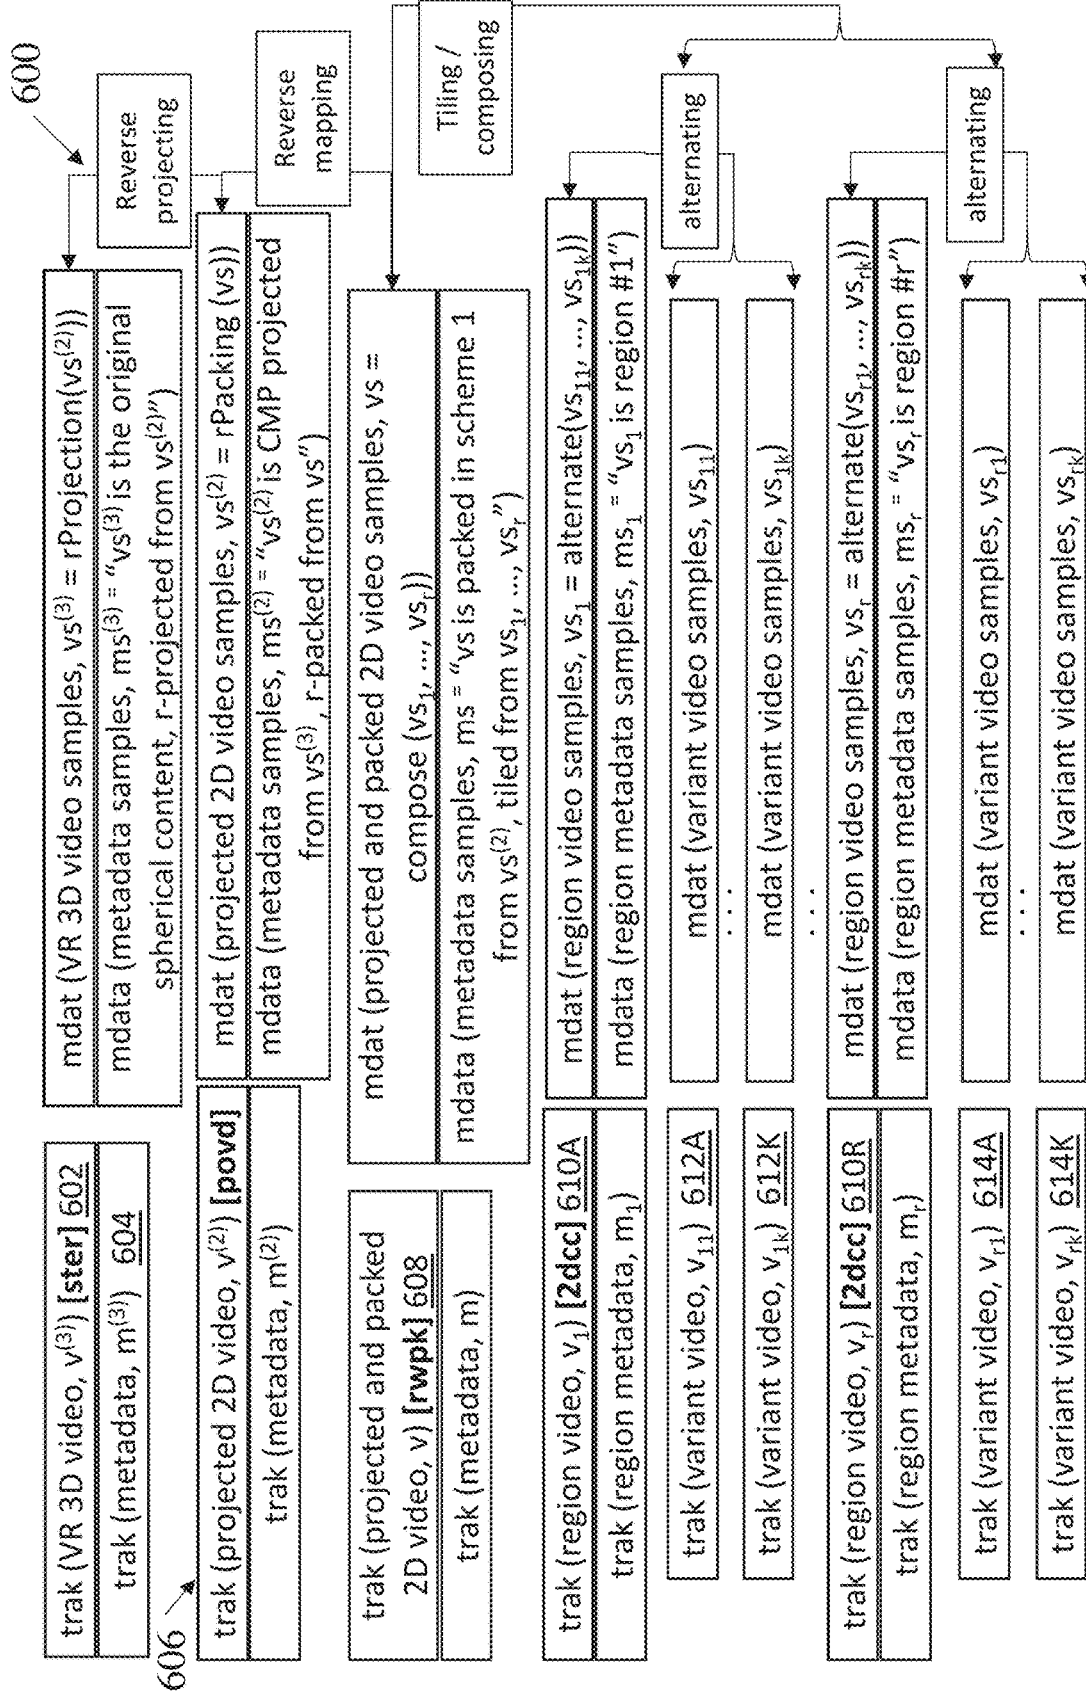 600
trak (VR 3D video, v(3)) [ster] 602
trak (metadata, m(3)) 604
mdat (VR 3D video samples, vs(3) = rProjection(vs(2)))
mdata (metadata samples, ms(3) = “vs(3) is the original
spherical content, r-projected from vs(2)”)
Reverse
projecting
606
trak (projected 2D video, v(2)) [povd]
trak (metadata, m(2))
mdat (projected 2D video samples, vs(2) = rPacking (vs))
mdata (metadata samples, ms(2) = “vs(2) is CMP projected
from vs(3), r-packed from vs”)
Reverse
mapping
trak (projected and packed
2D video, v) [rwpk] 608
trak (metadata, m)
mdat (projected and packed 2D video samples, vs =
compose (vs1, ..., vsr))
mdata (metadata samples, ms = “vs is packed in scheme 1
from vs(2), tiled from vs1, ..., vsr”)
Tiling /
composing
trak (region video, v1) [2dcc] 610A
trak (region metadata, m1)
mdat (region video samples, vs1 = alternate(vs11, ..., vs1k))
mdata (region metadata samples, ms1 = “vs1 is region #1”)
alternating
trak (variant video, v11) 612A
mdat (variant video samples, vs11)
...
trak (variant video, v1k) 612K
mdat (variant video samples, vs1k)
...
trak (region video, vr) [2dcc] 610R
trak (region metadata, mr)
mdat (region video samples, vsr = alternate(vsr1, ..., vsrk))
mdata (region metadata samples, msr = “vsr is region #r”)
alternating
trak (variant video, vr1) 614A
mdat (variant video samples, vsr1)
...
trak (variant video, vrk) 614K
mdat (variant video samples, vsrk)